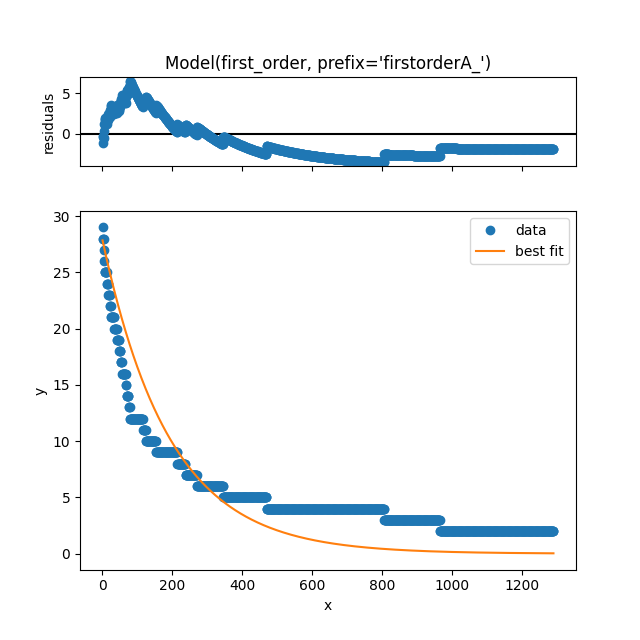 Model(first_order, prefix='firstorderA_')
residuals
5
0
30
25
20
15
10
5
0
y
data
best fit
0 200 400 600 800 1000 1200
x